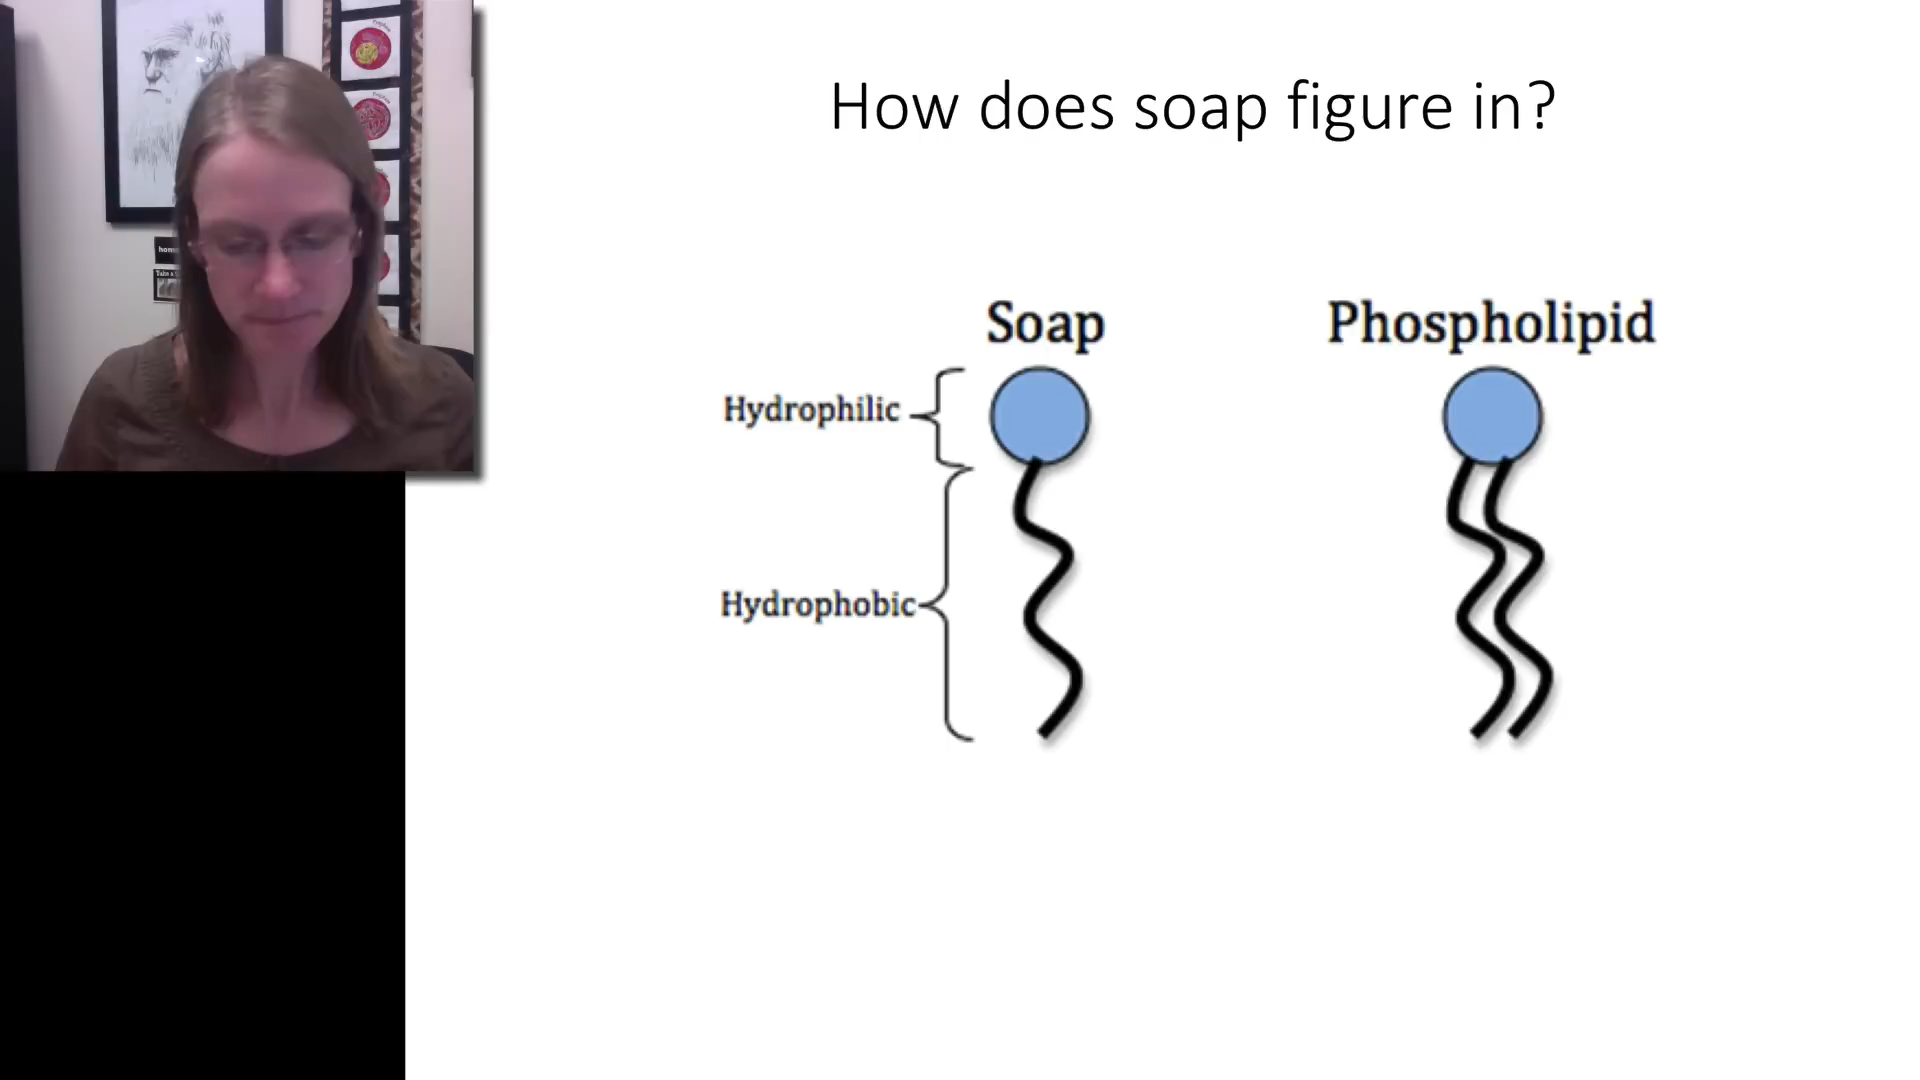 How does soap figure in?
Soap
Phospholipid
Hydrophilic
Hydrophobic